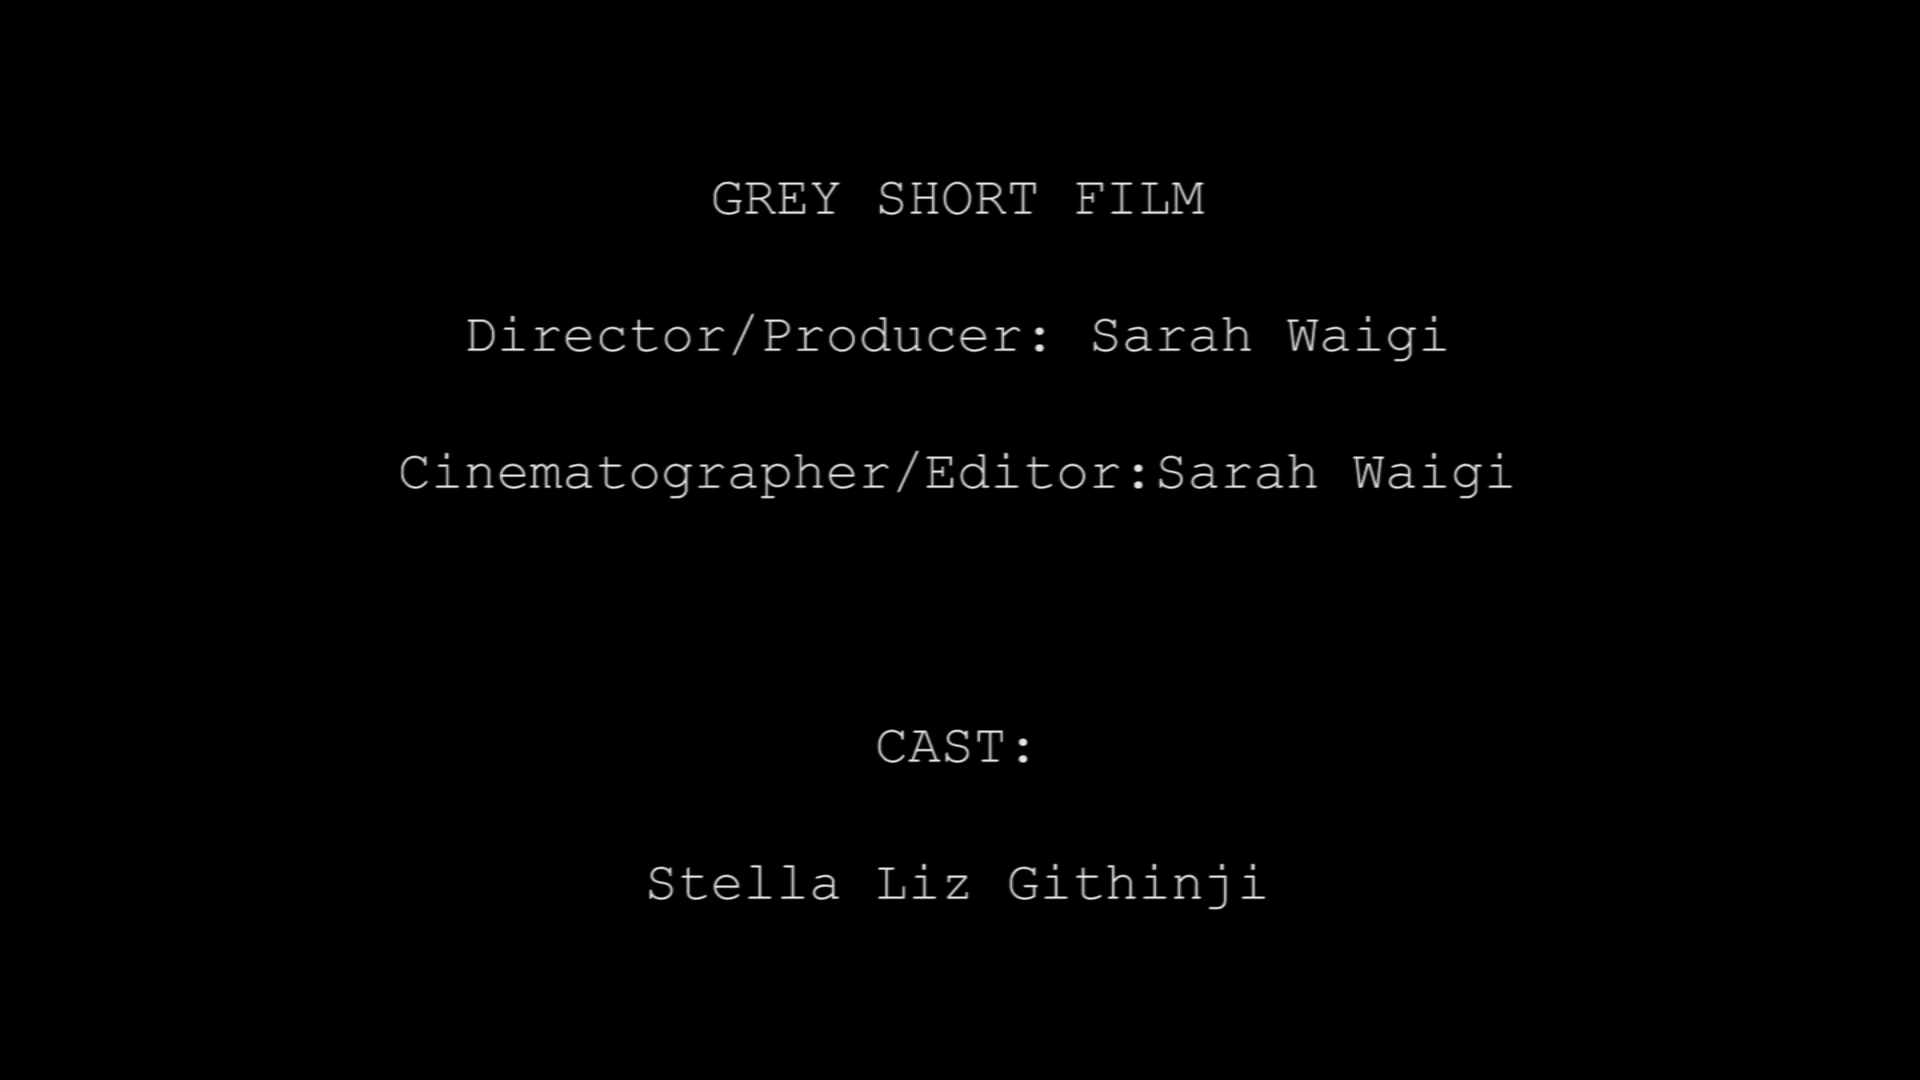 GREY SHORT FILM
Director/Producer: Sarah Waigi
Cinematographer/Editor:Sarah Waigi
CAST:
Stella Liz Githinji